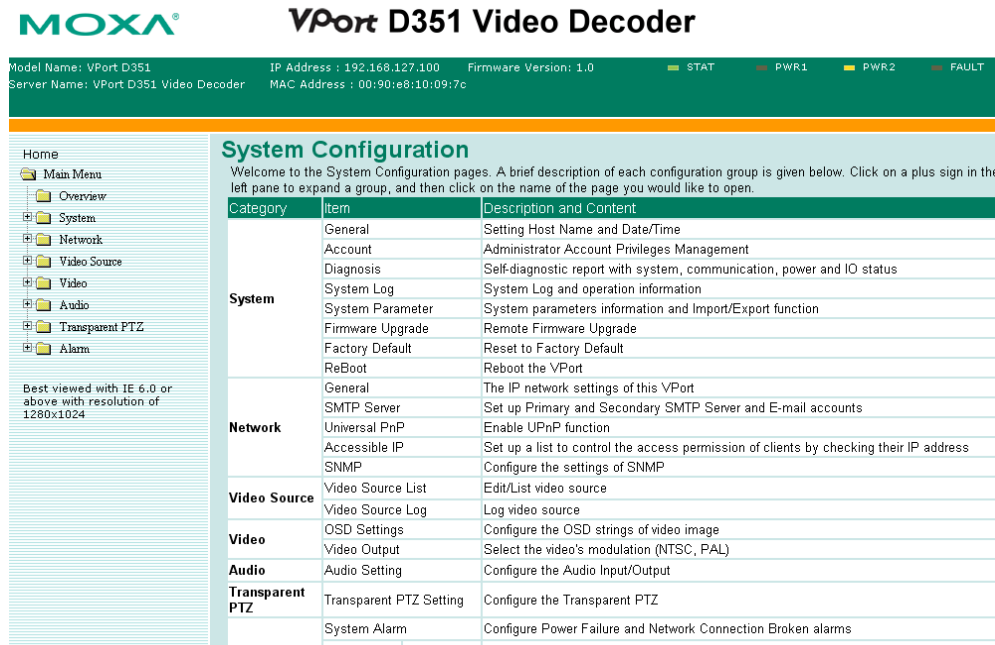 MOXA®
VPort D351 Video Decoder
Model Name: VPort D351
IP Address : 192.168.127.100
Firmware Version: 1.0
STAT
PWR1
PWR2
FAULT
Server Name: VPort D351 Video Decoder
MAC Address : 00:90:e8:10:09:7c
Home
Main Menu
Overview
System
Network
Video Source
Video
Audio
Transparent PTZ
Alarm
Best viewed with IE 6.0 or
above with resolution of
1280x1024
System Configuration
Welcome to the System Configuration pages. A brief description of each configuration group is given below. Click on a plus sign in the
left pane to expand a group, and then click on the name of the page you would like to open.
Category Item Description and Content
System
General Setting Host Name and Date/Time
Account Administrator Account Privileges Management
Diagnosis Self-diagnostic report with system, communication, power and IO status
System Log System Log and operation information
System Parameter System parameters information and Import/Export function
Firmware Upgrade Remote Firmware Upgrade
Factory Default Reset to Factory Default
ReBoot Reboot the VPort
Network
General The IP network settings of this VPort
SMTP Server Set up Primary and Secondary SMTP Server and E-mail accounts
Universal PnP Enable UPnP function
Accessible IP Set up a list to control the access permission of clients by checking their IP address
SNMP Configure the settings of SNMP
Video Source
Video Source List Edit/List video source
Video Source Log Log video source
Video
OSD Settings Configure the OSD strings of video image
Video Output Select the video's modulation (NTSC, PAL)
Audio Audio Setting Configure the Audio Input/Output
Transparent
PTZ
Transparent PTZ Setting Configure the Transparent PTZ
System Alarm Configure Power Failure and Network Connection Broken alarms